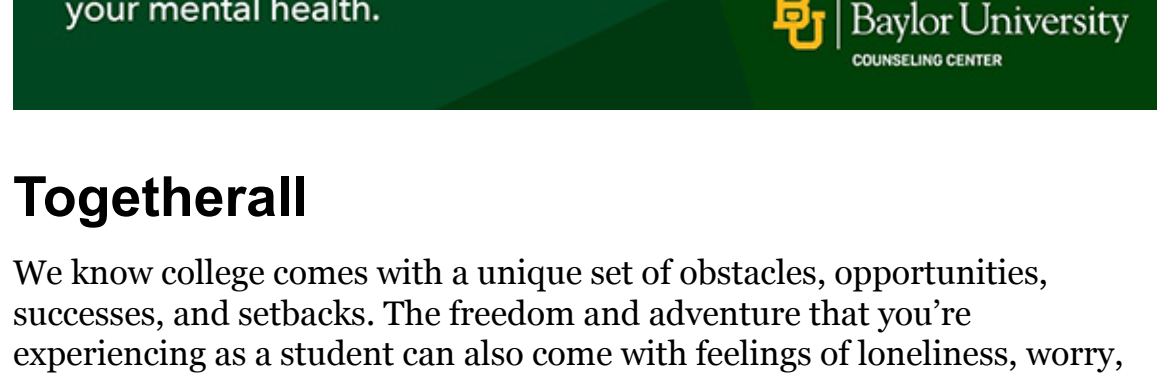 your mental health.
BU
Baylor University
COUNSELING CENTER
Togetherall
We know college comes with a unique set of obstacles, opportunities,
successes, and setbacks. The freedom and adventure that you’re
experiencing as a student can also come with feelings of loneliness, worry,